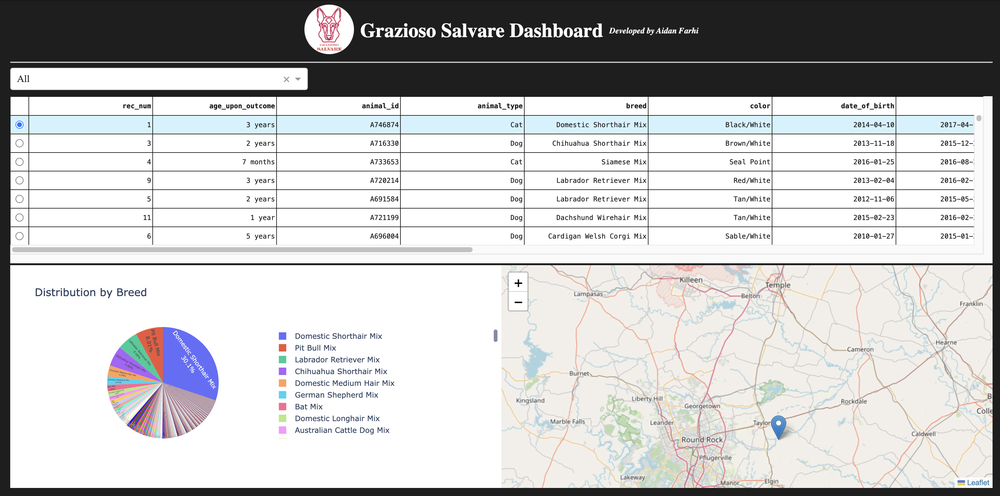 GRAZIOSO
SALVARE
Grazioso Salvare Dashboard Developed by Aidan Farhi
All
rec_num age_upon_outcome animal_id animal_type breed color date_of_birth
1 3 years A746874 Cat Domestic Shorthair Mix Black/White 2014-04-10 2017-04-
3 2 years A716330 Dog Chihuahua Shorthair Mix Brown/White 2013-11-18 2015-12-
4 7 months A733653 Cat Siamese Mix Seal Point 2016-01-25 2016-08-
9 3 years A720214 Dog Labrador Retriever Mix Red/White 2013-02-04 2016-02-
5 2 years A691584 Dog Labrador Retriever Mix Tan/White 2012-11-06 2015-05-
11 1 year A721199 Dog Dachshund Wirehair Mix Tan/White 2015-02-23 2016-02-
6 5 years A696004 Dog Cardigan Welsh Corgi Mix Sable/White 2010-01-27 2015-01-
Distribution by Breed
Domestic Shorthair Mix
30.1%
Pit Bull Mix
8.01%
Labrador Retriever Mix
6.08%
Chihuahua Shorthair Mix
5.88%
Domestic Medium Hair Mix
3.24%
German Shepherd Mix
2.41%
Bat Mix
Domestic Shorthair Mix
Pit Bull Mix
Labrador Retriever Mix
Chihuahua Shorthair Mix
Domestic Medium Hair Mix
German Shepherd Mix
Bat Mix
Domestic Longhair Mix
Australian Cattle Dog Mix
+
−
Killeen
Temple
Lampasas
Belton
Franklin
Hearne
Cameron
Burnet
Liberty Hill
Kingsland
Georgetown
Rockdale
Colle
Marble Falls
Leander
Taylor
Caldwell
Round Rock
Pflugerville
Lakeway
Manor
Elgin
Leaflet